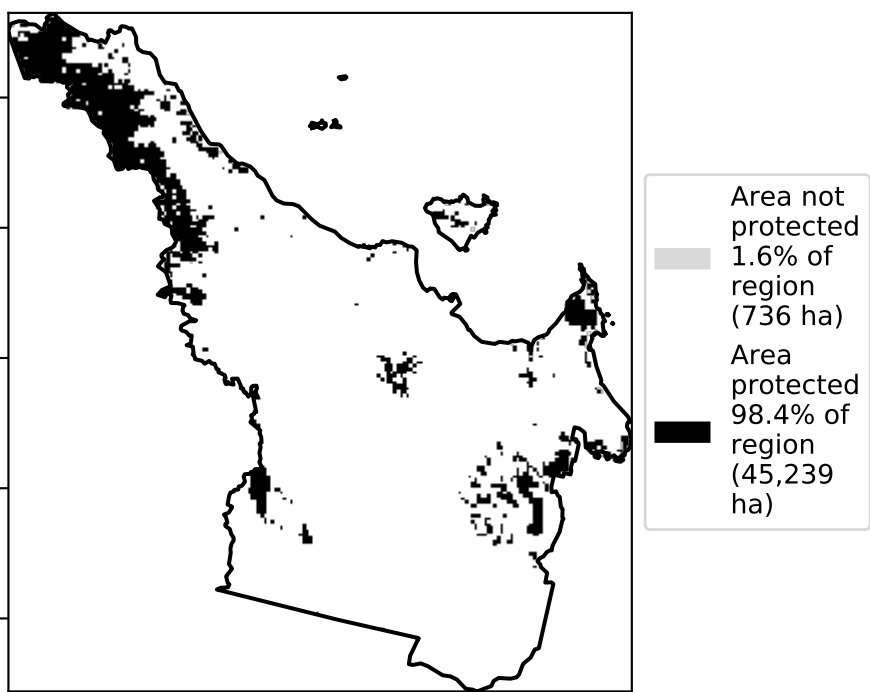 Area not
protected
1.6% of
region
(736 ha)
Area
protected
98.4% of
region
(45,239
ha)